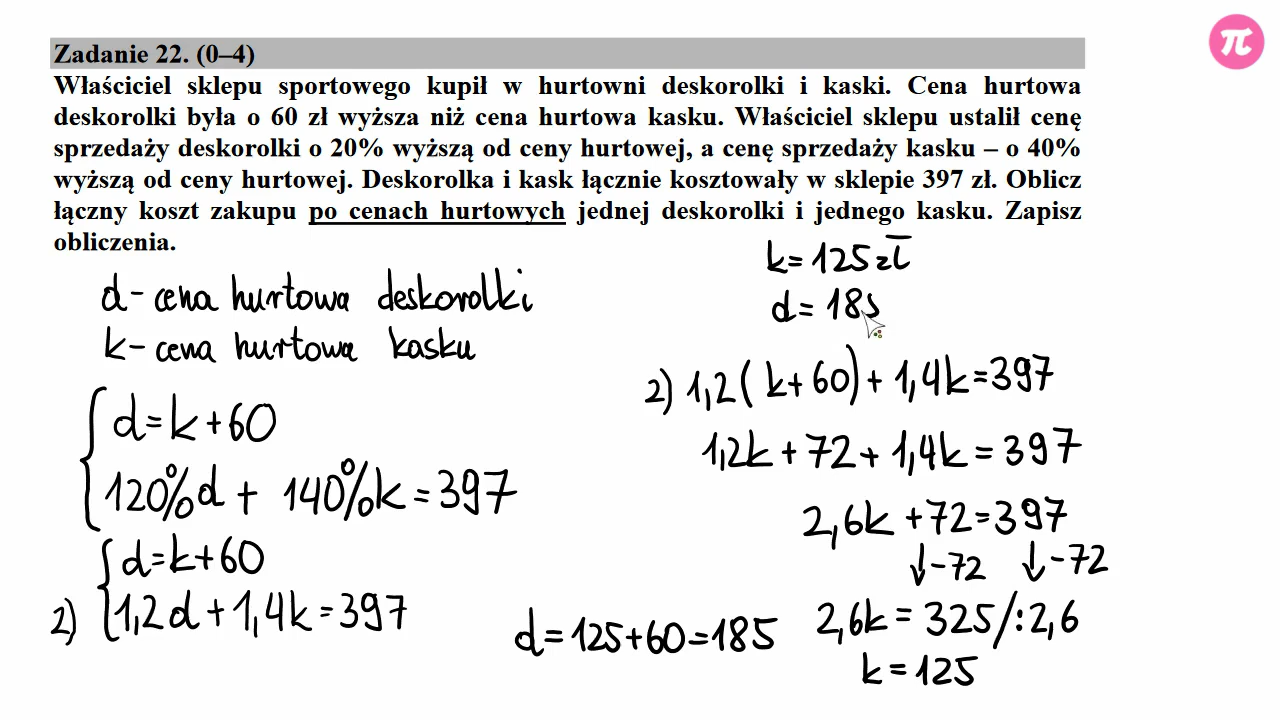 π
Zadanie 22. (0–4)
Właściciel sklepu sportowego kupił w hurtowni deskorolki i kaski. Cena hurtowa
deskorolki była o 60 zł wyższa niż cena hurtowa kasku. Właściciel sklepu ustalił cenę
sprzedaży deskorolki o 20% wyższą od ceny hurtowej, a cenę sprzedaży kasku – o 40%
wyższą od ceny hurtowej. Deskorolka i kask łącznie kosztowały w sklepie 397 zł. Oblicz
łączny koszt zakupu po cenach hurtowych jednej deskorolki i jednego kasku. Zapisz
obliczenia.
d - cena hurtowa deskorolki
k - cena hurtowa kasku
d = k + 60
120% d + 140% k = 397
d = k + 60
2) 1,2d + 1,4k = 397
k = 125 zł
d = 185
2) 1,2(k + 60) + 1,4k = 397
1,2k + 72 + 1,4k = 397
2,6k + 72 = 397
↓ -72 ↓ -72
2,6k = 325 /:2,6
k = 125
d = 125 + 60 = 185